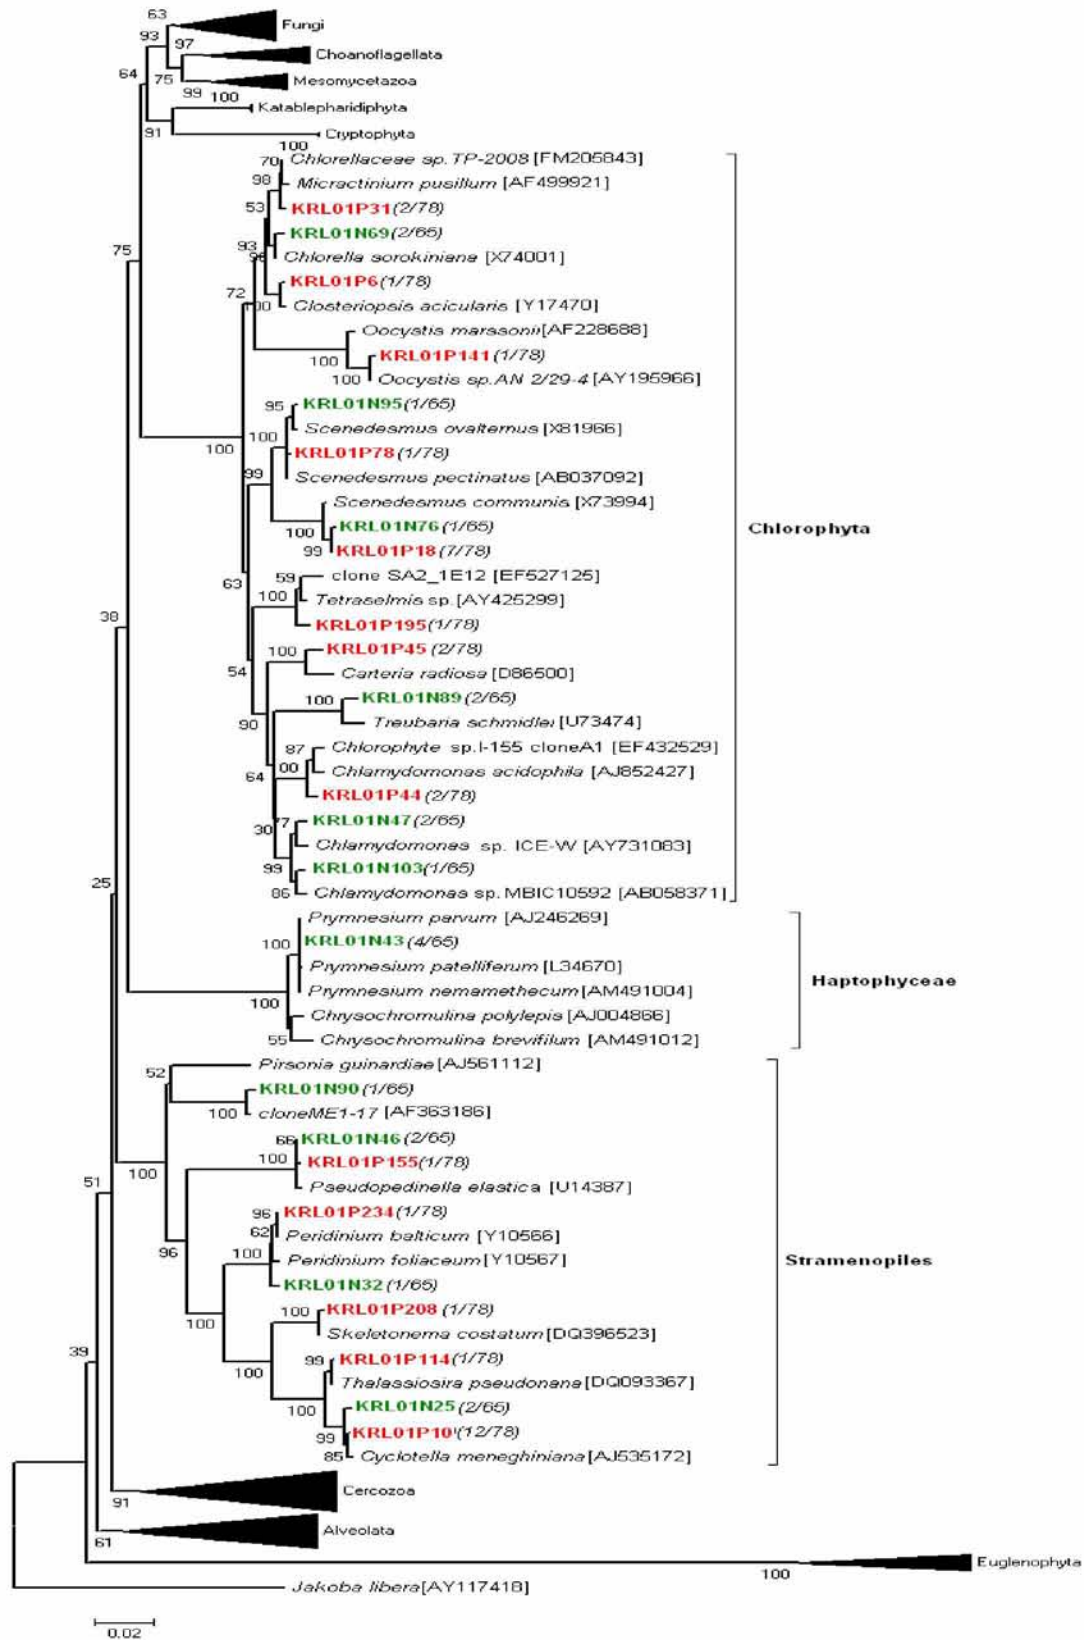 63
Fungi
93
97
Choanoflagellata
64
75
Mesomycetazoa
99 100
Katablepharidiphyta
91
Cryptophyta
100
70 Chlorellaceae sp. TP-2008 [FM205843]
98 Micractinium pusillum [AF499921]
53 KRL01P31 (2/78)
KRL01N69 (2/65)
93
Chlorella sorokiniana [X74001]
75
KRL01P6 (1/78)
72
100 Closteriopsis acicularis [Y17470]
Oocystis marssonii [AF228688]
100 KRL01P141 (1/78)
100 Oocystis sp.AN 2/29-4 [AY195966]
95 KRL01N95 (1/65)
Scenedesmus ovalternus [X81966]
100 100
KRL01P78 (1/78)
99 Scenedesmus pectinatus [AB037092]
Scenedesmus communis [X73994]
100 KRL01N76 (1/65)
Chlorophyta
99 KRL01P18 (7/78)
63 59 clone SA2_1E12 [EF527125]
100 Tetraselmis sp. [AY425299]
38
KRL01P195 (1/78)
100 KRL01P45 (2/78)
54 Carteria radiosa [D86500]
100 KRL01N89 (2/65)
90 Treubaria schmidlei [U73474]
87 Chlorophyte sp.I-155 cloneA1 [EF432529]
64 00 Chlamydomonas acidophila [AJ852427]
KRL01P44 (2/78)
30 77 KRL01N47 (2/65)
Chlamydomonas sp. ICE-W [AY731083]
99 KRL01N103 (1/65)
25
86 Chlamydomonas sp. MBIC10592 [AB058371]
Prymnesium parvum [AJ246269]
100 KRL01N43 (4/65)
Prymnesium patelliferum [L34670]
Haptophyceae
100 Prymnesium nemamethecum [AM491004]
Chrysochromulina polylepis [AJ004866]
55 Chrysochromulina brevifilum [AM491012]
52 Pirsonia guinardiae [AJ561112]
KRL01N90 (1/65)
100 cloneME1-17 [AF363186]
66 KRL01N46 (2/65)
100 100 KRL01P155 (1/78)
51
Pseudopedinella elastica [U14387]
96 KRL01P234 (1/78)
62 Peridinium balticum [Y10566]
96 100 Peridinium foliaceum [Y10567]
Stramenopiles
KRL01N32 (1/65)
100 100 KRL01P208 (1/78)
Skeletonema costatum [DQ396523]
39
100 99 KRL01P114 (1/78)
Thalassiosira pseudonana [DQ093367]
100 KRL01N25 (2/65)
99 KRL01P10 (12/78)
85 Cyclotella meneghiniana [AJ535172]
91 Cercozoa
61 Alveolata
Euglenophyta
100
Jakoba libera [AY117418]
0.02